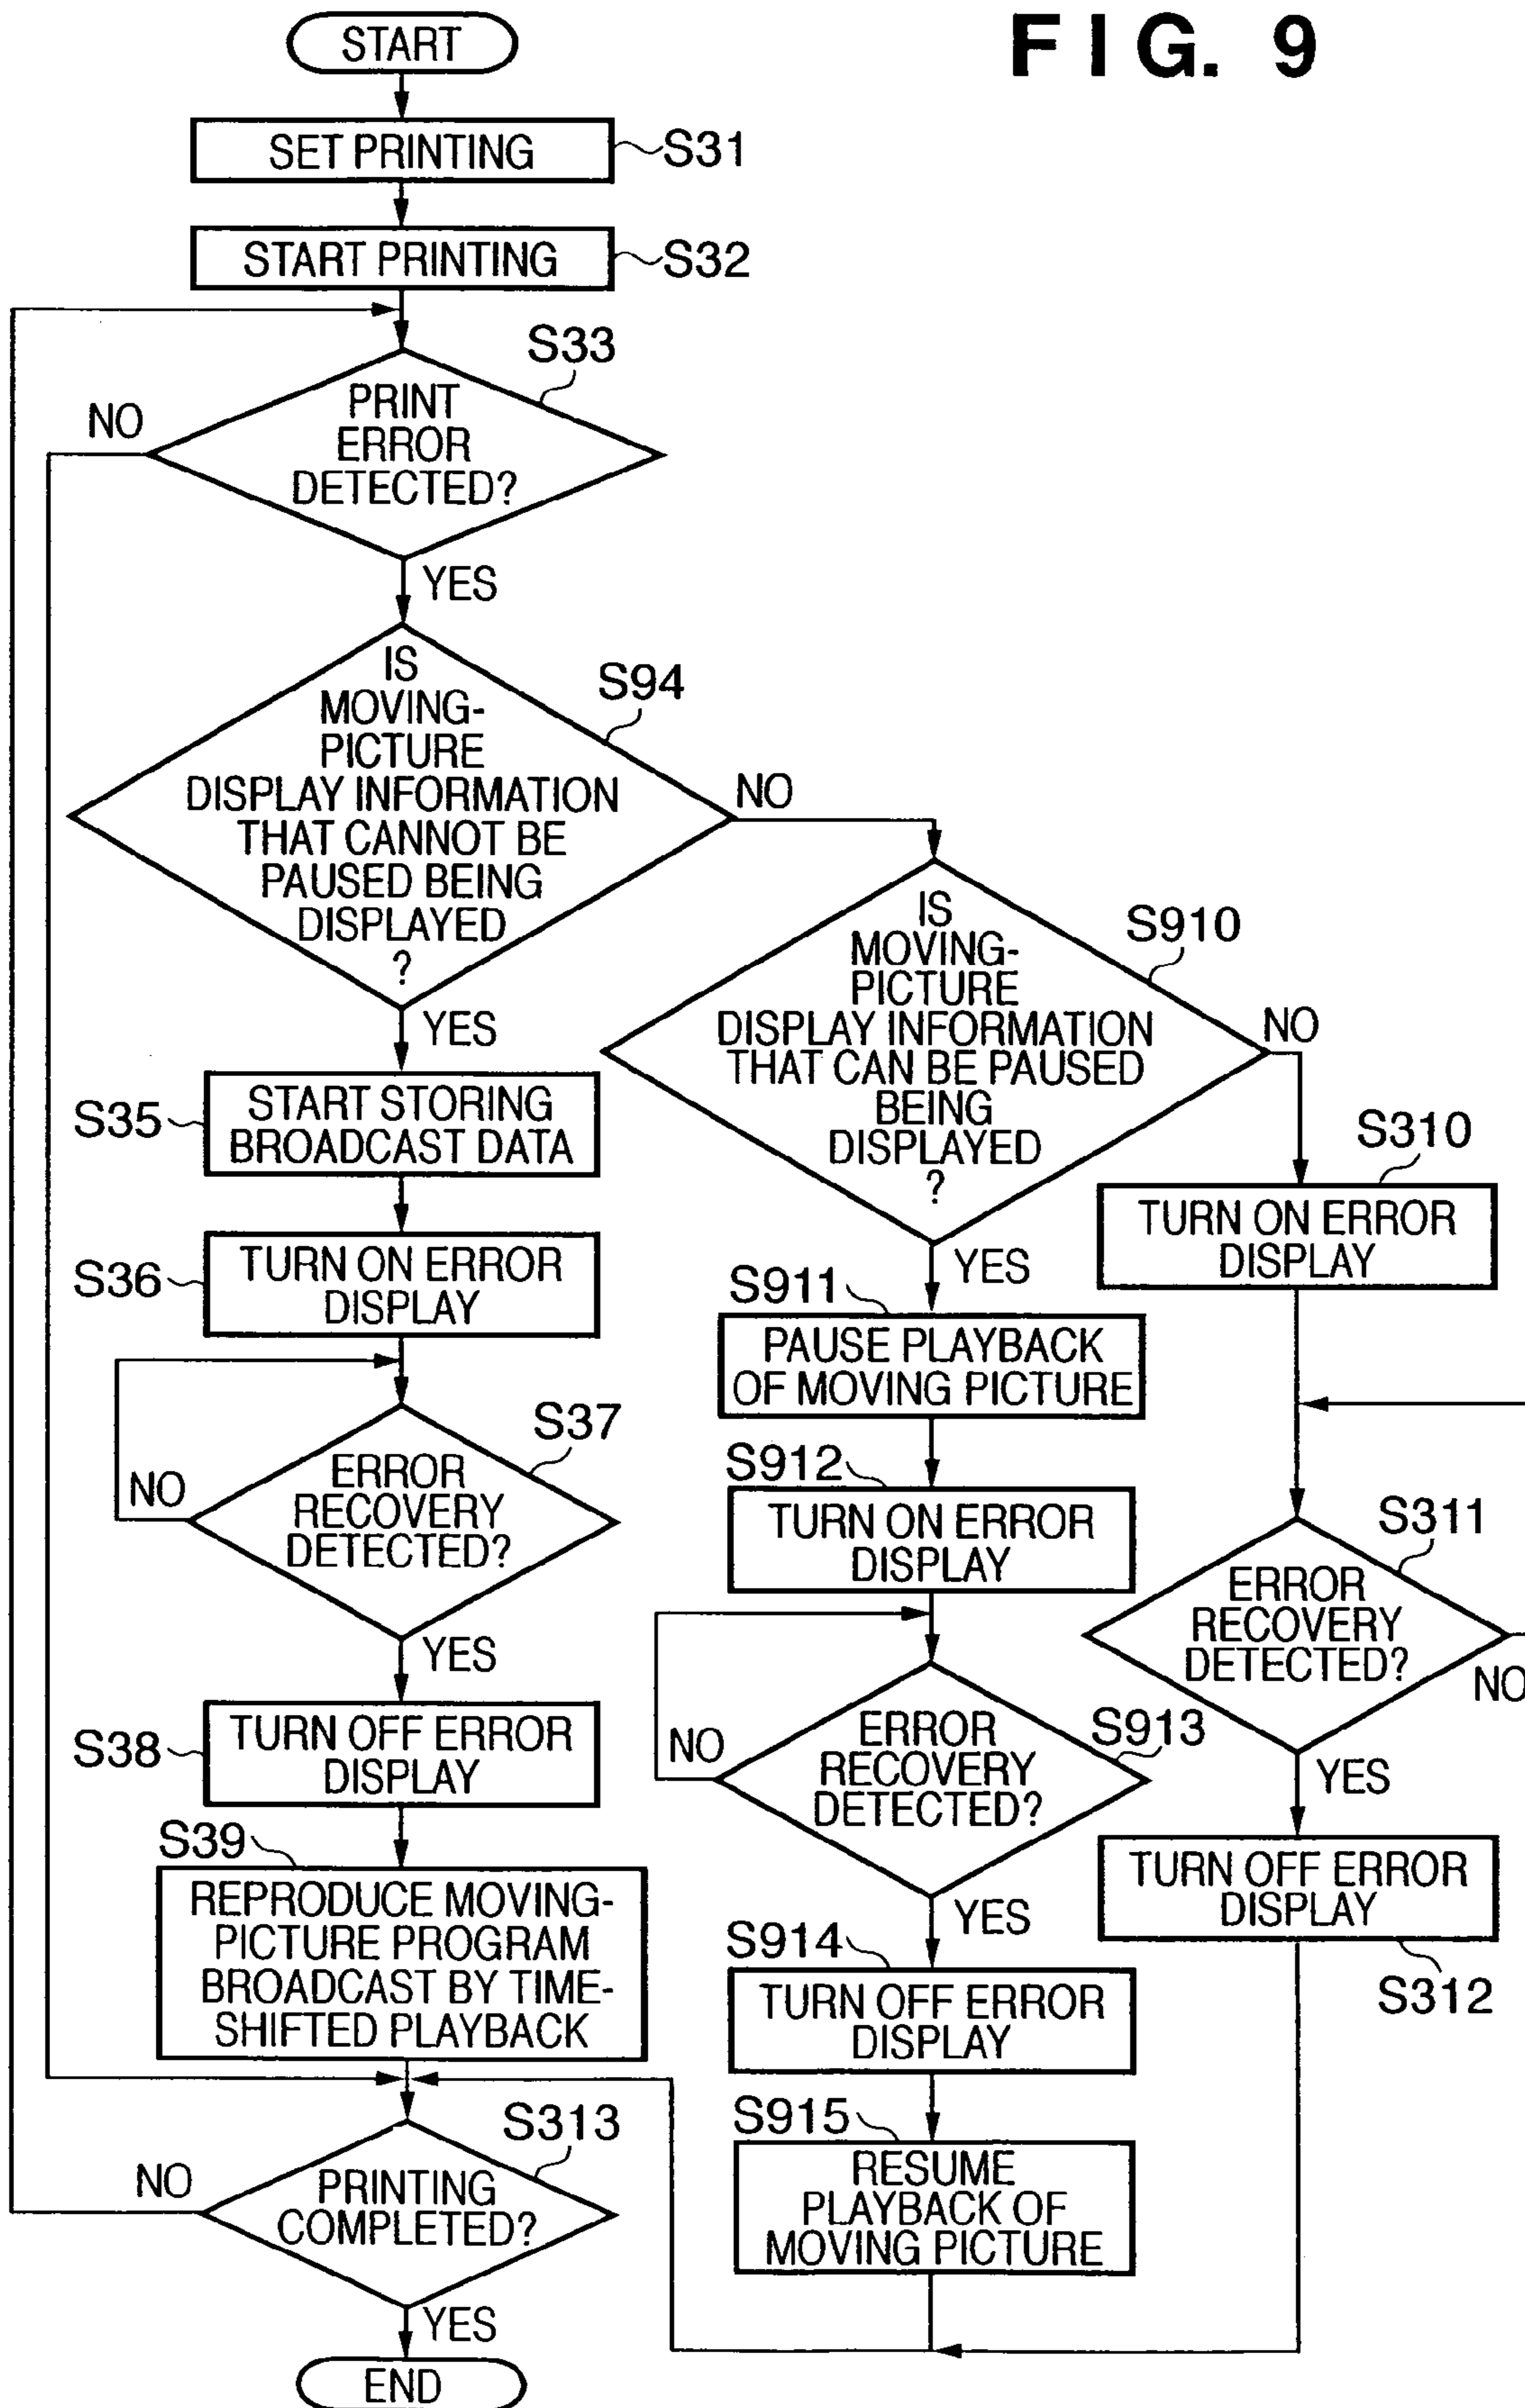 FIG. 9
START
SET PRINTING
S31
START PRINTING
S32
S33
PRINT
ERROR
DETECTED?
NO
YES
S94
IS
MOVING-
PICTURE
DISPLAY INFORMATION
THAT CANNOT BE
PAUSED BEING
DISPLAYED
?
NO
YES
S35
START STORING
BROADCAST DATA
S36
TURN ON ERROR
DISPLAY
S37
ERROR
RECOVERY
DETECTED?
NO
YES
S38
TURN OFF ERROR
DISPLAY
S39
REPRODUCE MOVING-
PICTURE PROGRAM
BROADCAST BY TIME-
SHIFTED PLAYBACK
S313
PRINTING
COMPLETED?
NO
YES
END
S910
IS
MOVING-
PICTURE
DISPLAY INFORMATION
THAT CAN BE PAUSED
BEING
DISPLAYED
?
NO
YES
S911
PAUSE PLAYBACK
OF MOVING PICTURE
S912
TURN ON ERROR
DISPLAY
S913
ERROR
RECOVERY
DETECTED?
NO
YES
S914
TURN OFF ERROR
DISPLAY
S915
RESUME
PLAYBACK OF
MOVING PICTURE
S310
TURN ON ERROR
DISPLAY
S311
ERROR
RECOVERY
DETECTED?
NO
YES
TURN OFF ERROR
DISPLAY
S312